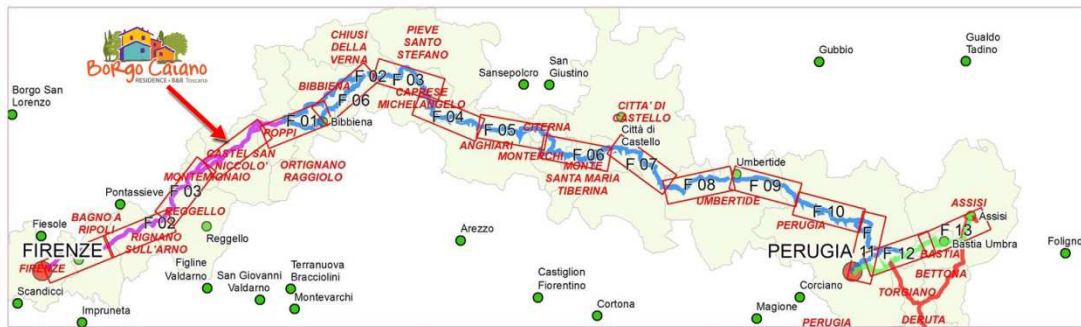 Borgo Caiano
RESIDENCE • B&B Toscana
Borgo San
Lorenzo
CHIUSI
DELLA
VERNA
PIEVE
SANTO
STEFANO
Sansepolcro
San
Giustino
Gubbio
Gualdo
Tadino
BIBBIENA
F 02
F 03
F 06
CAPRESE
MICHELANGELO
F 04
POPPI
F 01
Bibbiena
CITTA' DI
CASTELLO
Città di
Castello
F 05
CITERNA
ANGHIARI
MONTERCHI
F 06
MONTE
SANTA MARIA
TIBERINA
F 07
CASTEL SAN
NICCOLO'
MONTEMIGNAIO
ORTIGNANO
RAGGIOLO
Pontassieve
F 03
REGGELLO
Reggello
Fiesole
BAGNO A
RIPOLI
F 02
RIGNANO
SULL'ARNO
FIRENZE
FIRENZE
Scandicci
Impruneta
Figline
Valdarno
San Giovanni
Valdarno
Terranuova
Bracciolini
Montevarchi
Arezzo
Castiglion
Fiorentino
Cortona
Umbertide
F 08
UMBERTIDE
F 09
F 10
PERUGIA
F
11
F 12
F 13
PERUGIA
ASSISI
Assisi
Bastia Umbra
BASTIA
BETTONA
TORGIANO
DERUTA
Corciano
Magione
PERUGIA
Foligno